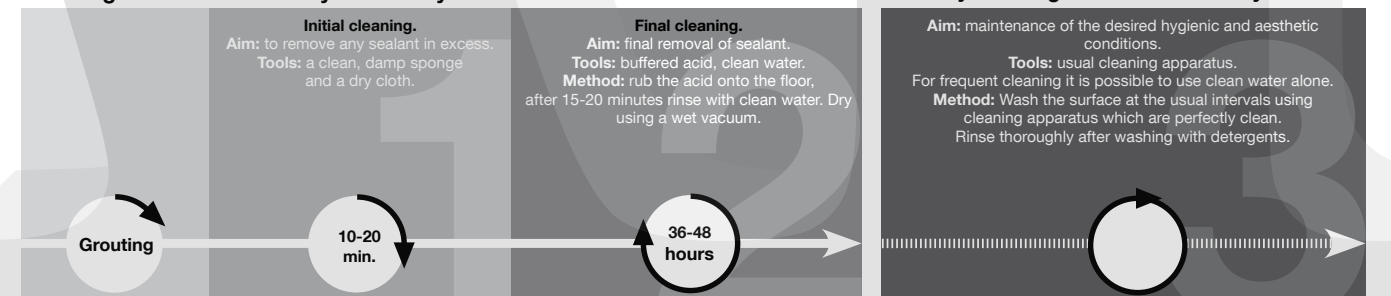 Initial cleaning.
Aim: to remove any sealant in excess.
Tools: a clean, damp sponge
and a dry cloth.
1
Final cleaning.
Aim: final removal of sealant.
Tools: buffered acid, clean water.
Method: rub the acid onto the floor,
after 15-20 minutes rinse with clean water. Dry
using a wet vacuum.
2
Aim: maintenance of the desired hygienic and aesthetic
conditions.
Tools: usual cleaning apparatus.
For frequent cleaning it is possible to use clean water alone.
Method: Wash the surface at the usual intervals using
cleaning apparatus which are perfectly clean.
Rinse thoroughly after washing with detergents.
3
Grouting
10-20
min.
36-48
hours